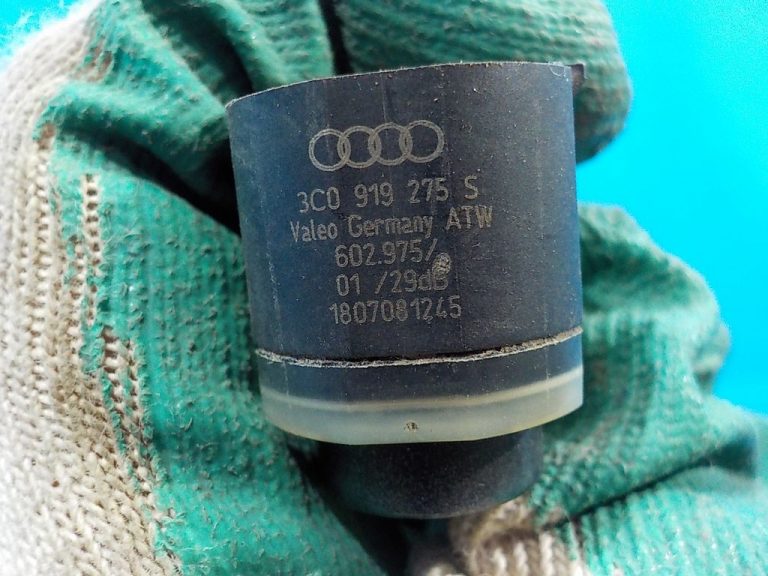 3C0 919 275 S
Valeo Germany ATW
602.975/
01 /29dB
1807081245